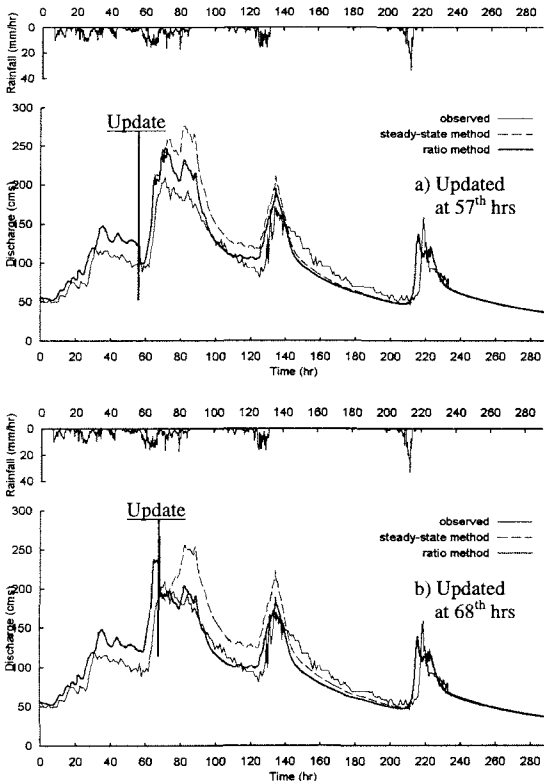 0 20 40 60 80 100 120 140 160 180 200 220 240 260 280
Rainfall (mm/hr)
0
20
40
Discharge (cms)
300
250
200
150
100
50
0
Update
observed
steady-state method
ratio method
a) Updated
at 57th hrs
0 20 40 60 80 100 120 140 160 180 200 220 240 260 280
Time (hr)
0 20 40 60 80 100 120 140 160 180 200 220 240 260 280
Rainfall (mm/hr)
0
20
40
Discharge (cms)
300
250
200
150
100
50
0
Update
observed
steady-state method
ratio method
b) Updated
at 68th hrs
0 20 40 60 80 100 120 140 160 180 200 220 240 260 280
Time (hr)